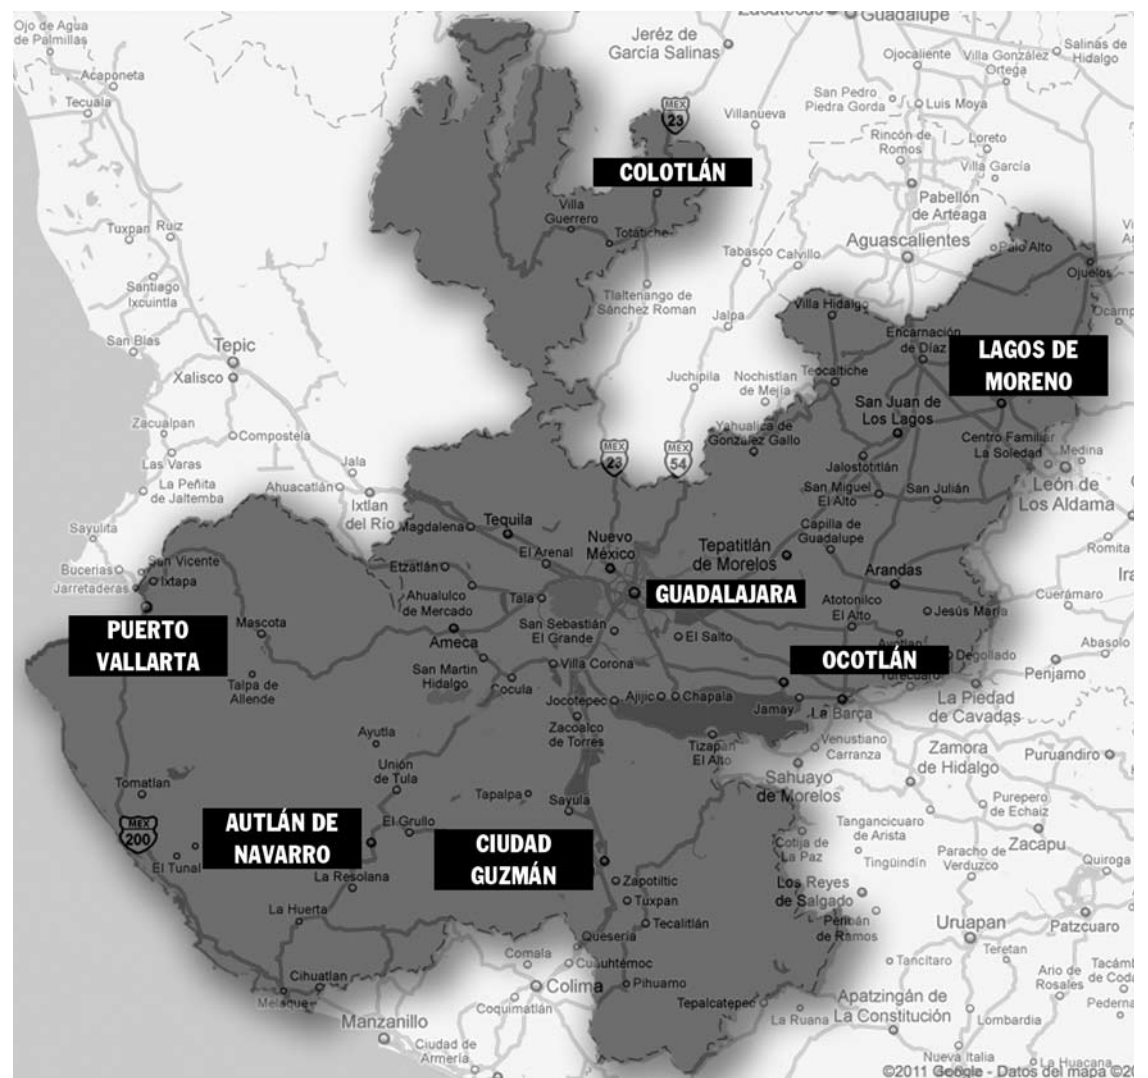 Ojo de Agua
de Palmillas
Zacatecas
Guadalupe
Jeréz de
García Salinas
Salinas de
Hidalgo
Ojocaliente
Villa González
Ortega
Acaponeta
Tecuala
San Pedro
Piedra Gorda
Luis Moya
MEX
23
Villanueva
Rincón de
Romos
Loreto
Villa García
COLOTLÁN
Pabellón
de Arteaga
Villa
Guerrero
Totatiche
Tuxpan
Ruiz
Aguascalientes
Palo Alto
Tabasco
Calvillo
Ojuelos
Santiago
Ixcuintla
Tlaltenango de
Sánchez Roman
Villa Hidalgo
Jalpa
San Blas
Tepic
Encarnación
de Díaz
LAGOS DE
MORENO
Xalisco
Juchipila
Nochistlan
de Mejía
Teocaltiche
San Juan de
Los Lagos
Zacualpan
Compostela
Yahualica de
González Gallo
Centro Familiar
La Soledad
Medina
Las Varas
Jala
MEX
23
MEX
54
Jalostotitlán
La Peñita
de Jaltemba
Ahuacatlán
Ixtlan
del Río
San Miguel
El Alto
San Julián
León de
Los Aldama
Sayulita
Magdalena
Tequila
Nuevo
México
Tepatitlán
de Morelos
Capilla de
Guadalupe
Romita
Bucerias
San Vicente
Ixtapa
Jarretaderas
El Arenal
Etzatlán
Arandas
Ahualulco
de Mercado
Tala
GUADALAJARA
Atotonilco
El Alto
Jesús María
Cuerámaro
PUERTO
VALLARTA
Mascota
San Sebastián
El Grande
El Salto
Ameca
Abasolo
Degollado
OCOTLÁN
San Martin
Hidalgo
Villa Corona
Yurecuaro
Penjamo
Talpa de
Allende
Cocula
Jocotepec
Ajijic
Chapala
Jamay
La Barca
La Piedad
de Cavadas
Zacoalco
de Torres
Ayutla
Tizapan
El Alto
Venustiano
Carranza
Zamora
de Hidalgo
Puruandiro
Unión
de Tula
Tomatlan
Tapalpa
Sayula
Sahuayo
de Morelos
Purepero
de Echaiz
MEX
200
AUTLÁN DE
NAVARRO
El Grullo
CIUDAD
GUZMÁN
Tangancicuaro
de Arista
Zacapu
El Tunal
Cotija de
La Paz
Tingüindín
Paracho de
Verduzco
Quiroga
La Resolana
Zapotiltic
Los Reyes
de Salgado
La Huerta
Tuxpan
Tecalitlán
Uruapan
Patzcuaro
Peribán
de Ramos
Queseria
Teretan
Comala
Cuauhtémoc
Tancítaro
Ario de
Rosales
Cihuatlan
Melaque
Colima
Pihuamo
Coquimatlán
Tepalcatepec
Apatzingán de
La Constitución
La Ruana
Lombardia
Manzanillo
Ciudad de
Armería
Nueva Italia
La Huacana
©2011 Google - Datos del mapa